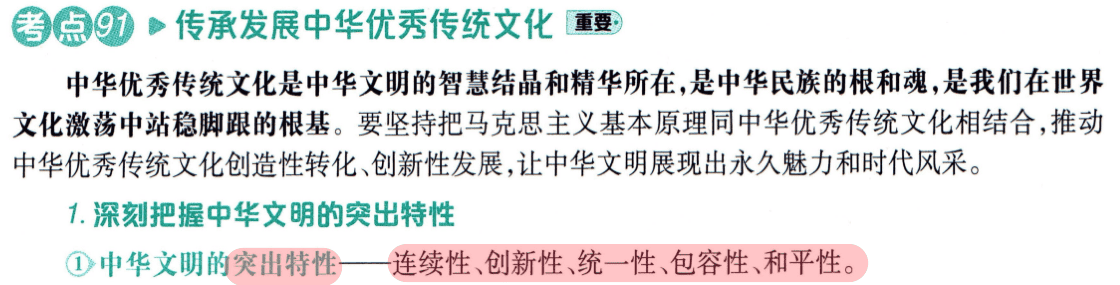 考点91 ▶ 传承发展中华优秀传统文化 重要
中华优秀传统文化是中华文明的智慧结晶和精华所在,是中华民族的根和魂,是我们在世界
文化激荡中站稳脚跟的根基。要坚持把马克思主义基本原理同中华优秀传统文化相结合,推动
中华优秀传统文化创造性转化、创新性发展,让中华文明展现出永久魅力和时代风采。
1. 深刻把握中华文明的突出特性
①中华文明的突出特性——连续性、创新性、统一性、包容性、和平性。